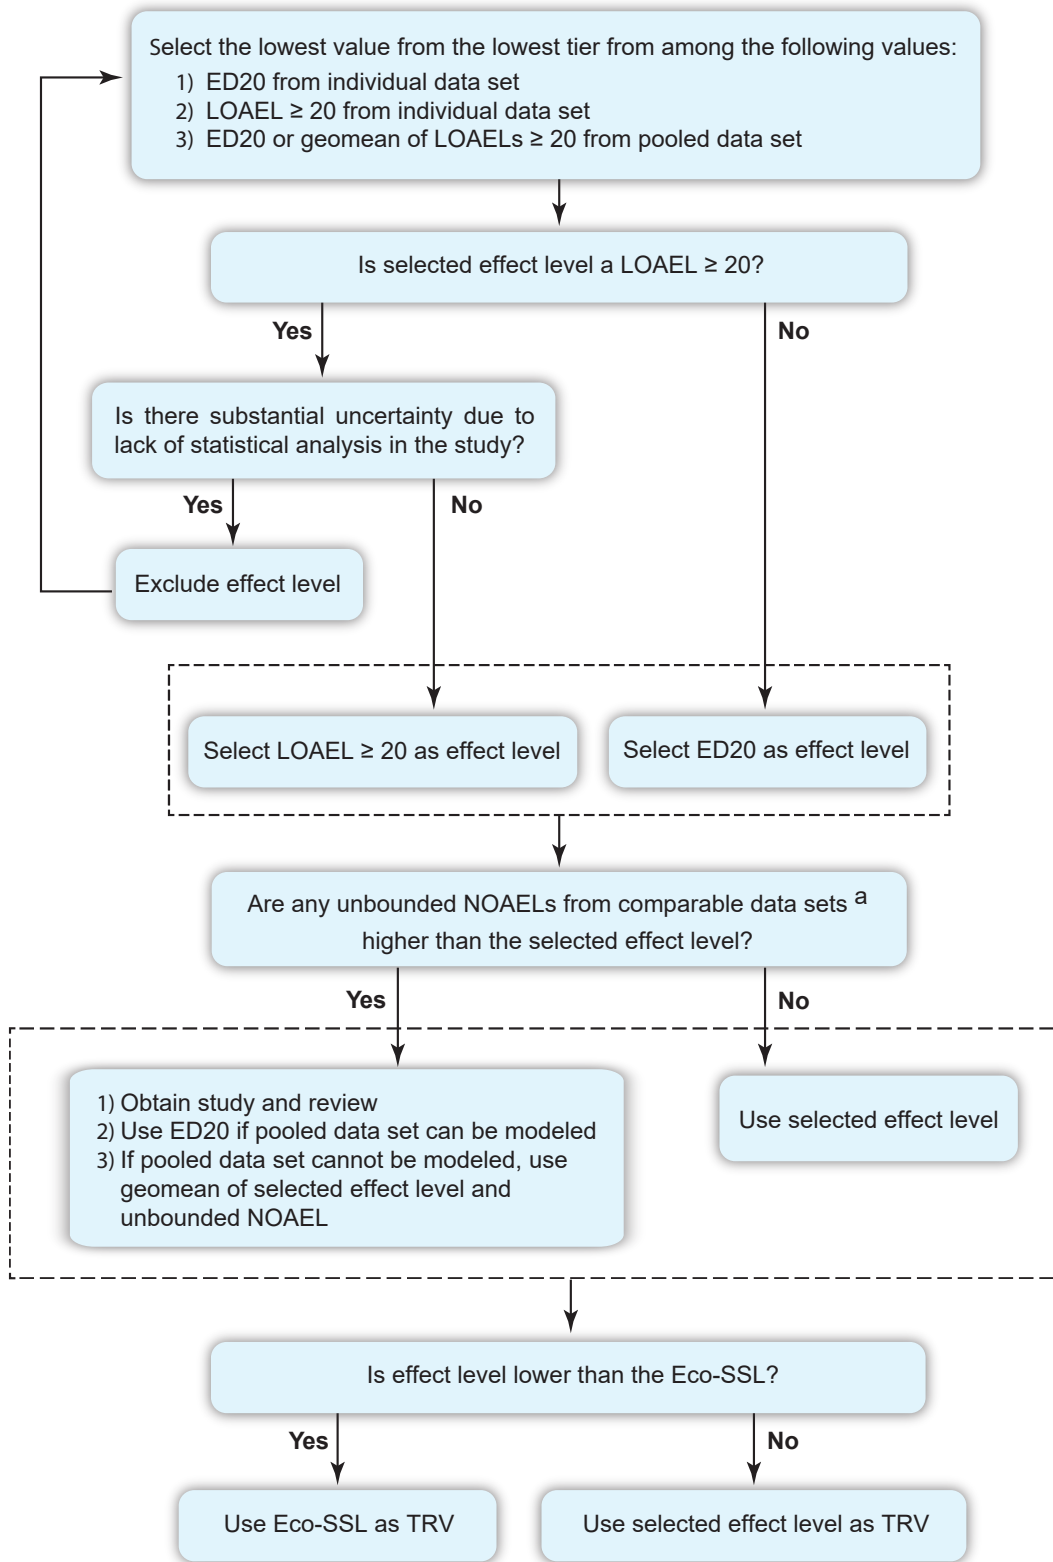 Select the lowest value from the lowest tier from among the following values:
1) ED20 from individual data set
2) LOAEL ≥ 20 from individual data set
3) ED20 or geomean of LOAELs ≥ 20 from pooled data set
Is selected effect level a LOAEL ≥ 20?
Yes
No
Is there substantial uncertainty due to
lack of statistical analysis in the study?
Yes
No
Exclude effect level
Select LOAEL ≥ 20 as effect level
Select ED20 as effect level
Are any unbounded NOAELs from comparable data sets a
higher than the selected effect level?
Yes
No
1) Obtain study and review
2) Use ED20 if pooled data set can be modeled
3) If pooled data set cannot be modeled, use
geomean of selected effect level and
unbounded NOAEL
Use selected effect level
Is effect level lower than the Eco-SSL?
Yes
No
Use Eco-SSL as TRV
Use selected effect level as TRV